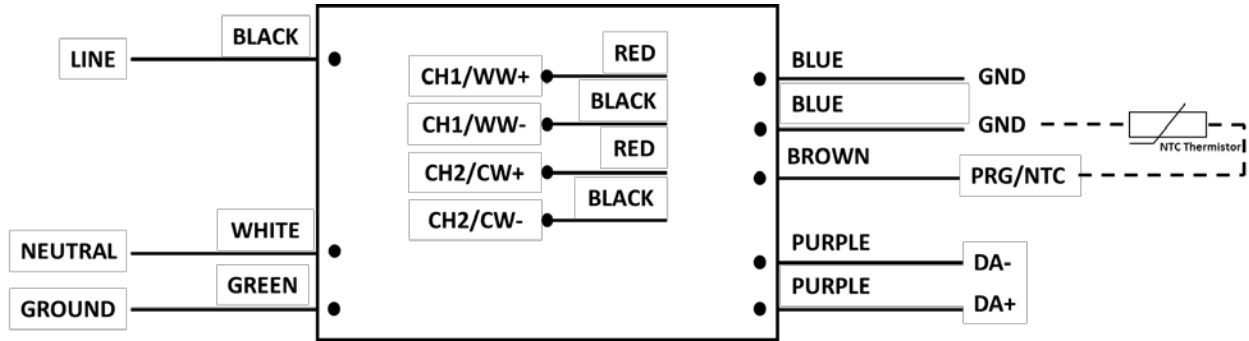 LINE
BLACK
NEUTRAL
WHITE
GROUND
GREEN
CH1/WW+
RED
CH1/WW-
BLACK
CH2/CW+
RED
CH2/CW-
BLACK
BLUE
GND
BLUE
GND
NTC Thermistor
BROWN
PRG/NTC
PURPLE
DA-
PURPLE
DA+